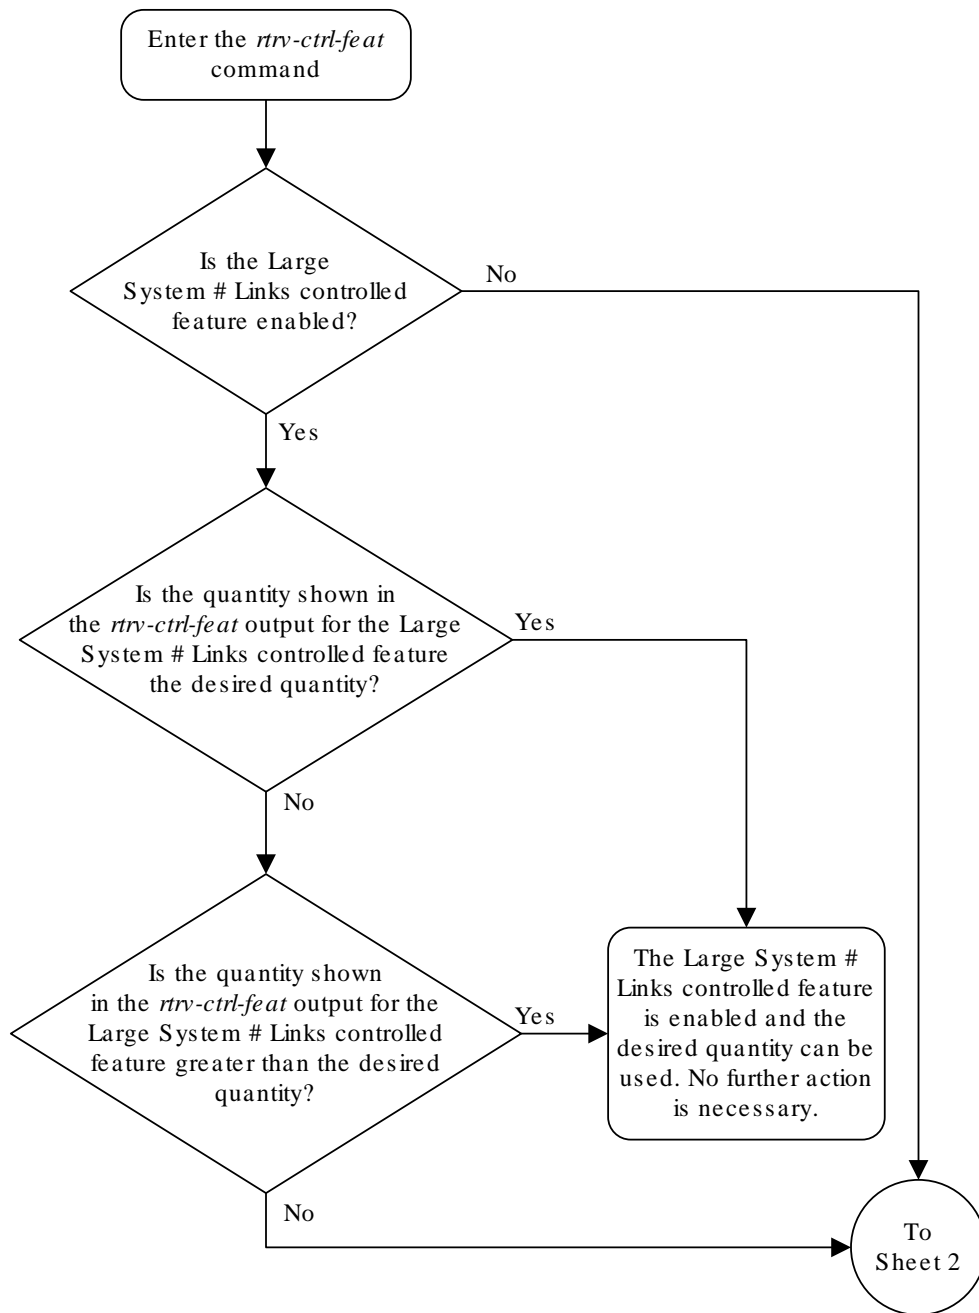 Enter the rtrv-ctrl-feat
command
Is the Large
System # Links controlled
feature enabled?
No
Yes
Is the quantity shown in
the rtrv-ctrl-feat output for the Large
System # Links controlled feature
the desired quantity?
Yes
No
Is the quantity shown
in the rtrv-ctrl-feat output for the
Large System # Links controlled
feature greater than the desired
quantity?
Yes
The Large System #
Links controlled feature
is enabled and the
desired quantity can be
used. No further action
is necessary.
No
To
Sheet 2